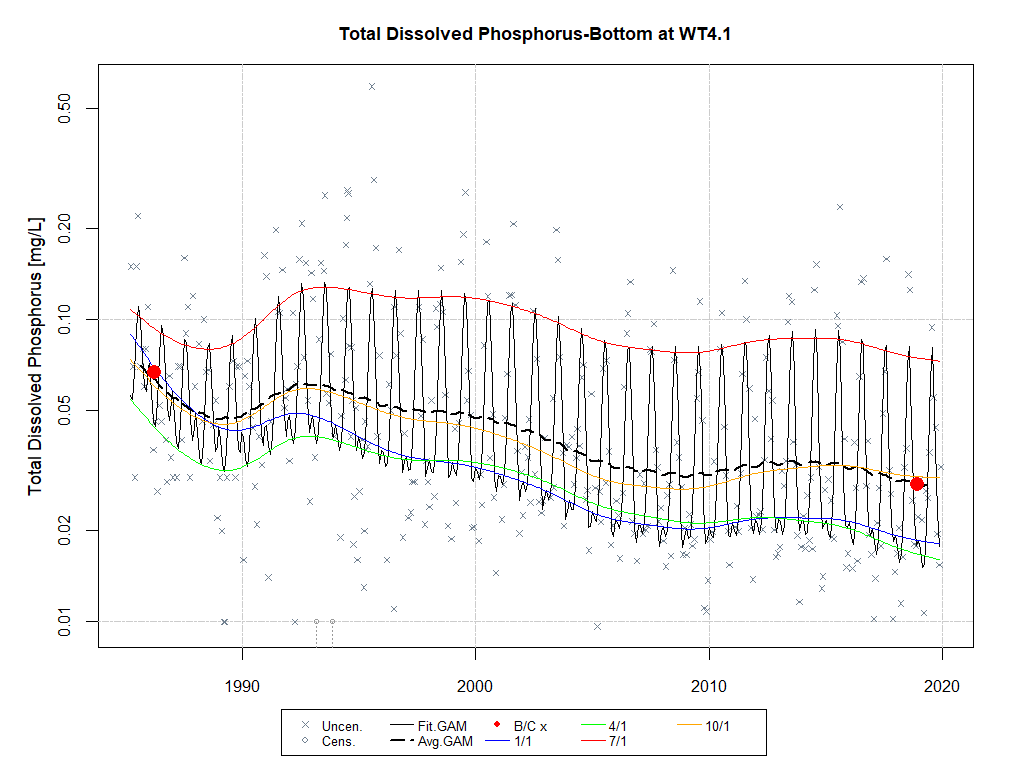 Total Dissolved Phosphorus-Bottom at WT4.1
Total Dissolved Phosphorus [mg/L]
0.50
0.20
0.10
0.05
0.02
0.01
1990 2000 2010 2020
Uncen. Fit.GAM B/C x 4/1 10/1
Cens. Avg.GAM 1/1 7/1